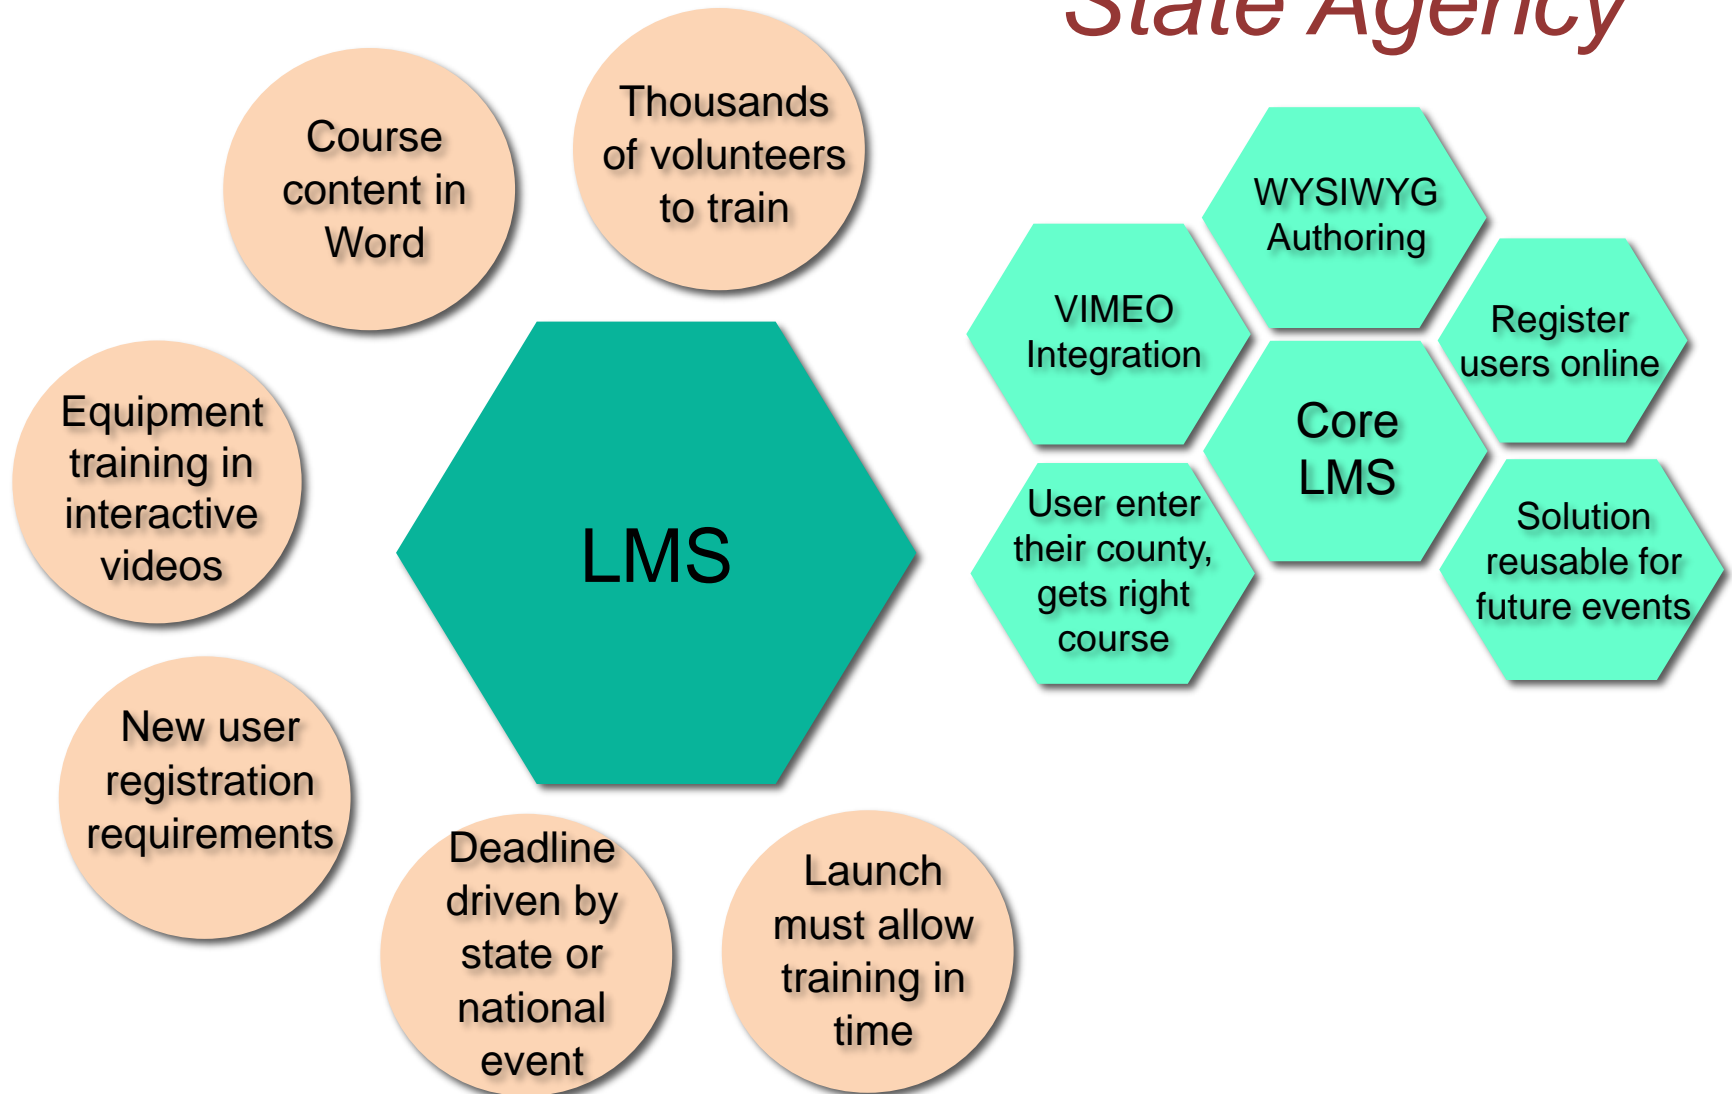 State Agency
Course
content in
Word
Thousands
of volunteers
to train
Equipment
training in
interactive
videos
New user
registration
requirements
Deadline
driven by
state or
national
event
Launch
must allow
training in
time
LMS
WYSIWYG
Authoring
VIMEO
Integration
Register
users online
Core
LMS
User enter
their county,
gets right
course
Solution
reusable for
future events